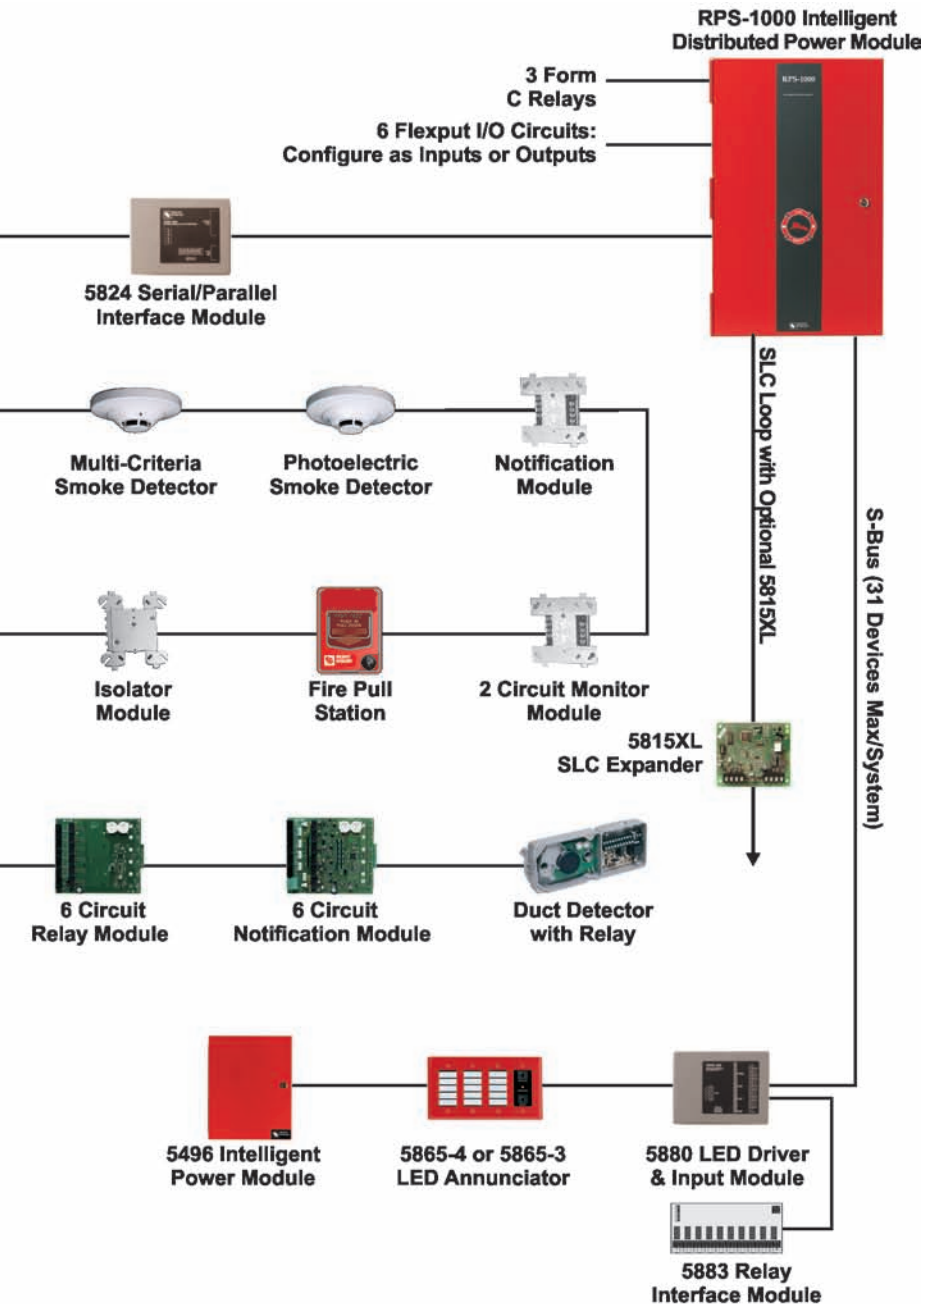 RPS-1000 Intelligent
Distributed Power Module
RPS-1000
3 Form
C Relays
6 Flexput I/O Circuits:
Configure as Inputs or Outputs
5824 Serial/Parallel
Interface Module
SLC Loop with Optional 5815XL
S-Bus (31 Devices Max/System)
Multi-Criteria
Smoke Detector
Photoelectric
Smoke Detector
Notification
Module
Isolator
Module
Fire Pull
Station
2 Circuit Monitor
Module
5815XL
SLC Expander
6 Circuit
Relay Module
6 Circuit
Notification Module
Duct Detector
with Relay
5496 Intelligent
Power Module
5865-4 or 5865-3
LED Annunciator
5880 LED Driver
& Input Module
5883 Relay
Interface Module